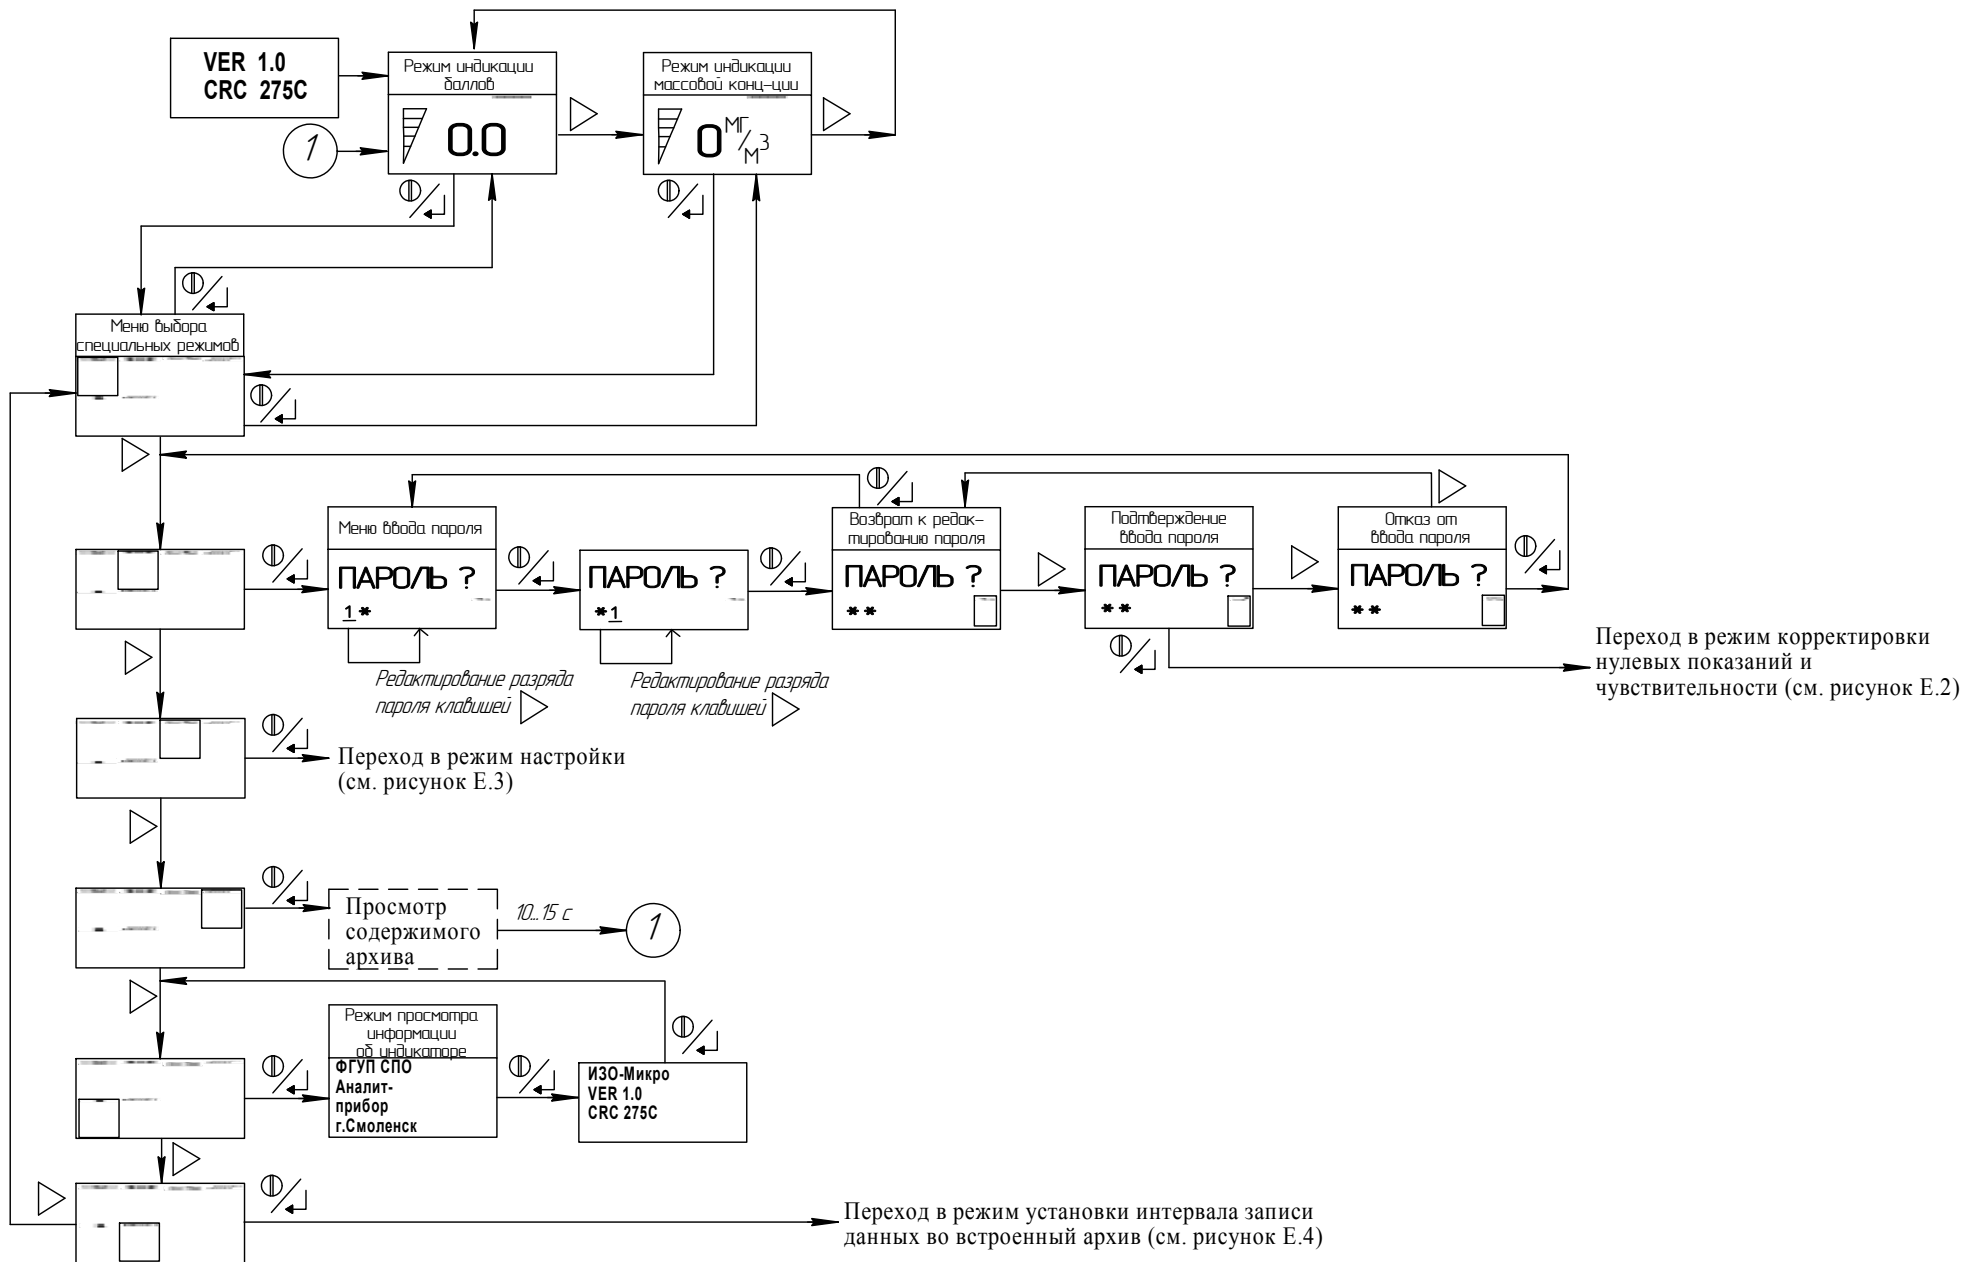 VER 1.0
CRC 275C
1
Режим индикации
баллов
0.0
Режим индикации
массовой конц-ции
0 МГ/М3
Меню выбора
специальных режимов
Меню ввода пароля
ПАРОЛЬ ?
1*
Редактирование разряда
пароля клавишей
ПАРОЛЬ ?
*1
Редактирование разряда
пароля клавишей
Возврат к редак-
тированию пароля
ПАРОЛЬ ?
**
Подтверждение
ввода пароля
ПАРОЛЬ ?
**
Отказ от
ввода пароля
ПАРОЛЬ ?
**
Переход в режим корректировки
нулевых показаний и
чувствительности (см. рисунок Е.2)
Переход в режим настройки
(см. рисунок Е.3)
Просмотр
содержимого
архива
10...15 с
1
Режим просмотра
информации
об индикаторе
ФГУП СПО
Аналит-
прибор
г.Смоленск
ИЗО-Микро
VER 1.0
CRC 275C
Переход в режим установки интервала записи
данных во встроенный архив (см. рисунок Е.4)